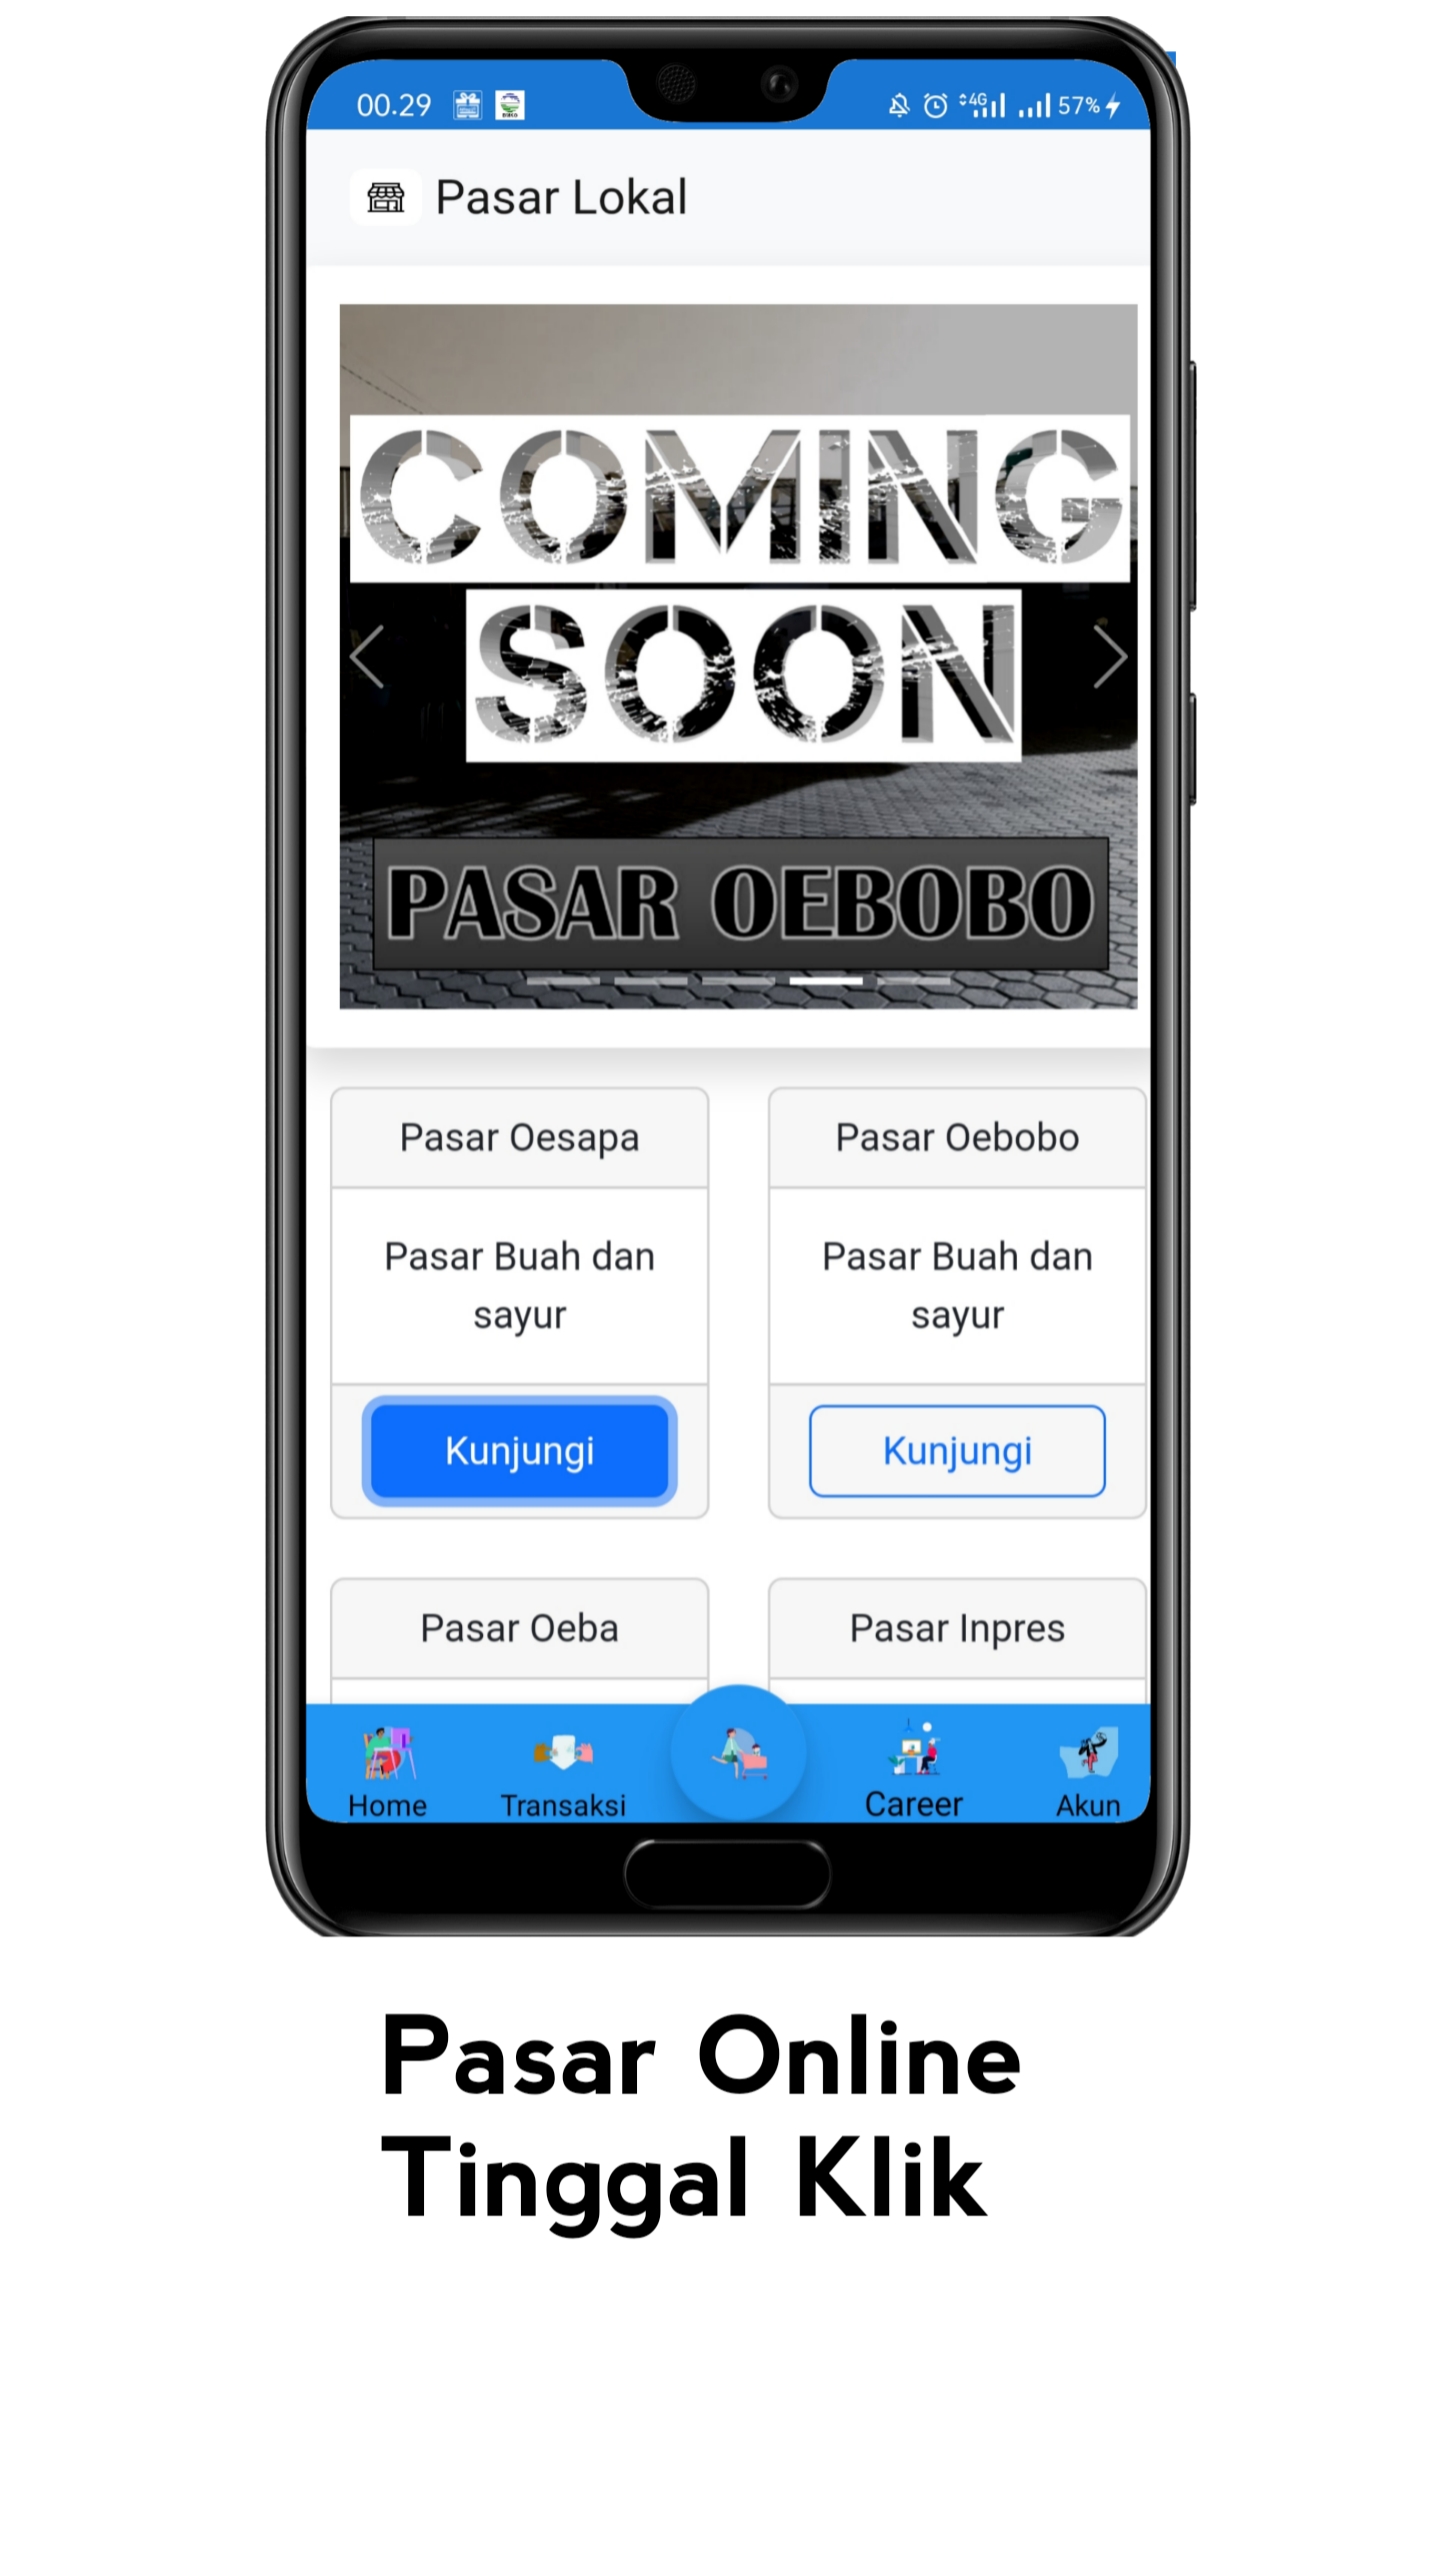 00.29
4G
57%
Pasar Lokal
COMING
SOON
PASAR OEBOBO
Pasar Oesapa
Pasar Oebobo
Pasar Buah dan
sayur
Pasar Buah dan
sayur
Kunjungi
Kunjungi
Pasar Oeba
Pasar Inpres
Home
Transaksi
Career
Akun
Pasar Online
Tinggal Klik